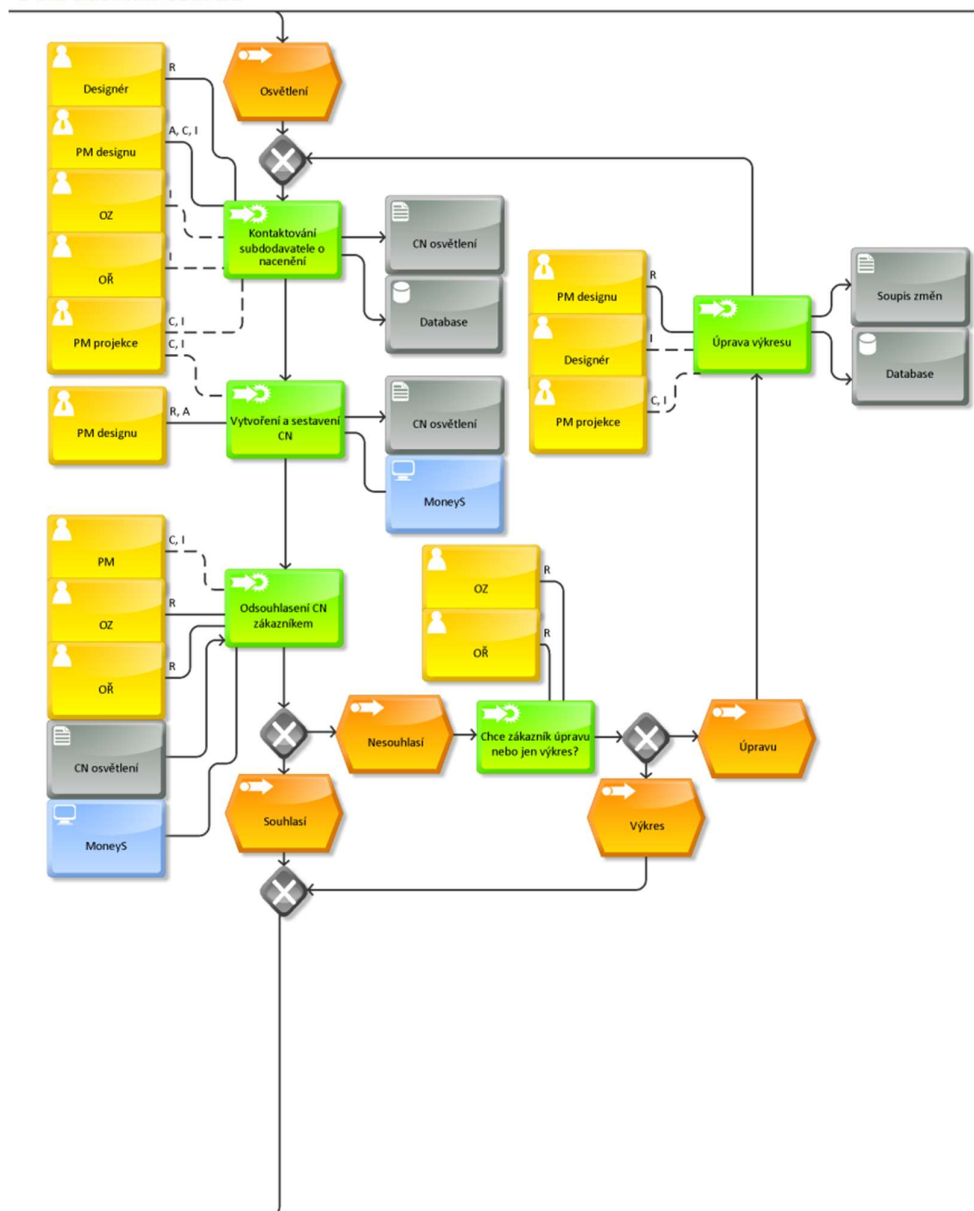 Osvětlení
Designér
R
PM designu
A, C, I
OZ
I
OŘ
I
PM projekce
C, I
C, I
Kontaktování
subdodavatele o
nacenění
CN osvětlení
Database
PM designu
R
Designér
I
PM projekce
C, I
Úprava výkresu
Soupis změn
Database
PM designu
R, A
Vytvoření a sestavení
CN
CN osvětlení
MoneyS
PM
C, I
OZ
R
OŘ
R
CN osvětlení
MoneyS
Odsouhlasení CN
zákazníkem
OZ
R
OŘ
R
Nesouhlasí
Chce zákazník úpravu
nebo jen výkres?
Úpravu
Souhlasí
Výkres